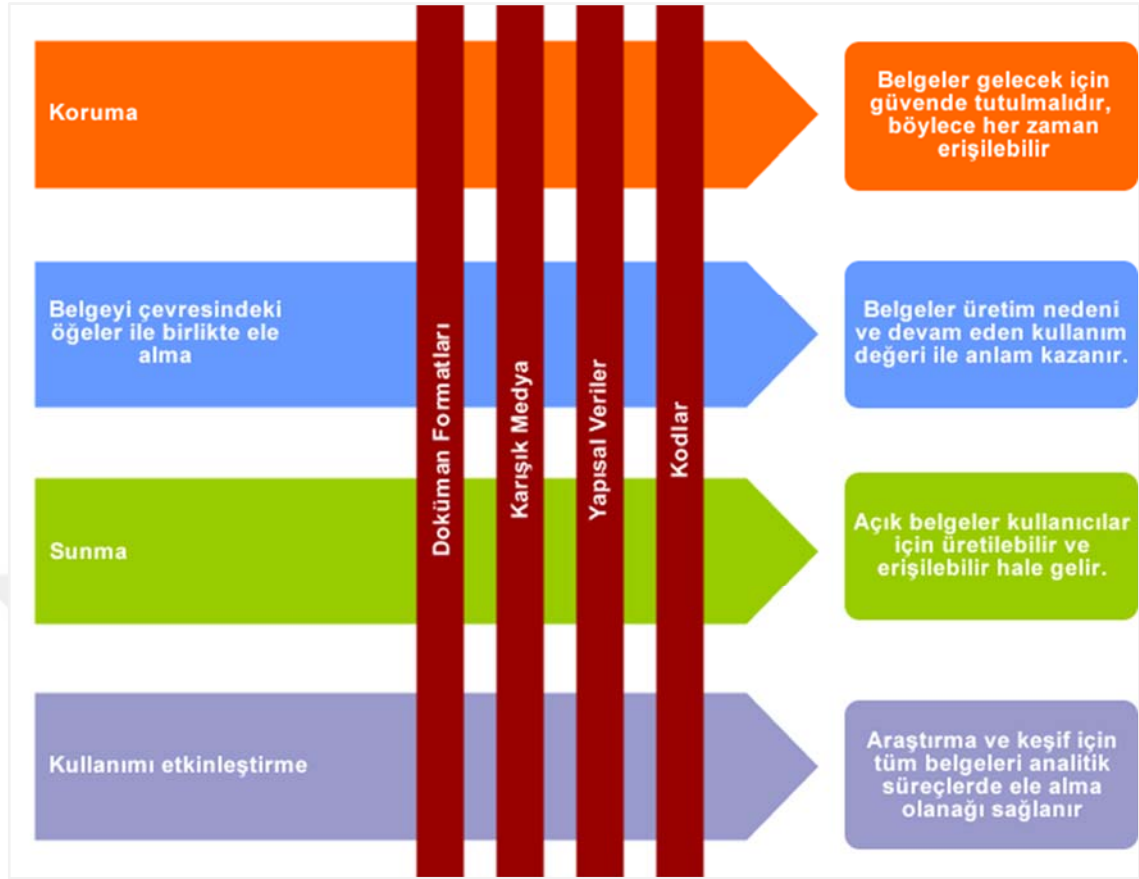 Koruma
Belgeler gelecek için
güvende tutulmalıdır,
böylece her zaman
erişilebilir
Belgeyi çevresindeki
öğeler ile birlikte ele
alma
Belgeler üretim nedeni
ve devam eden kullanım
değeri ile anlam kazanır.
Doküman Formatları
Karışık Medya
Yapısal Veriler
Kodlar
Sunma
Açık belgeler kullanıcılar
için üretilebilir ve
erişilebilir hale gelir.
Kullanımı etkinleştirme
Araştırma ve keşif için
tüm belgeleri analitik
süreçlerde ele alma
olanağı sağlanır